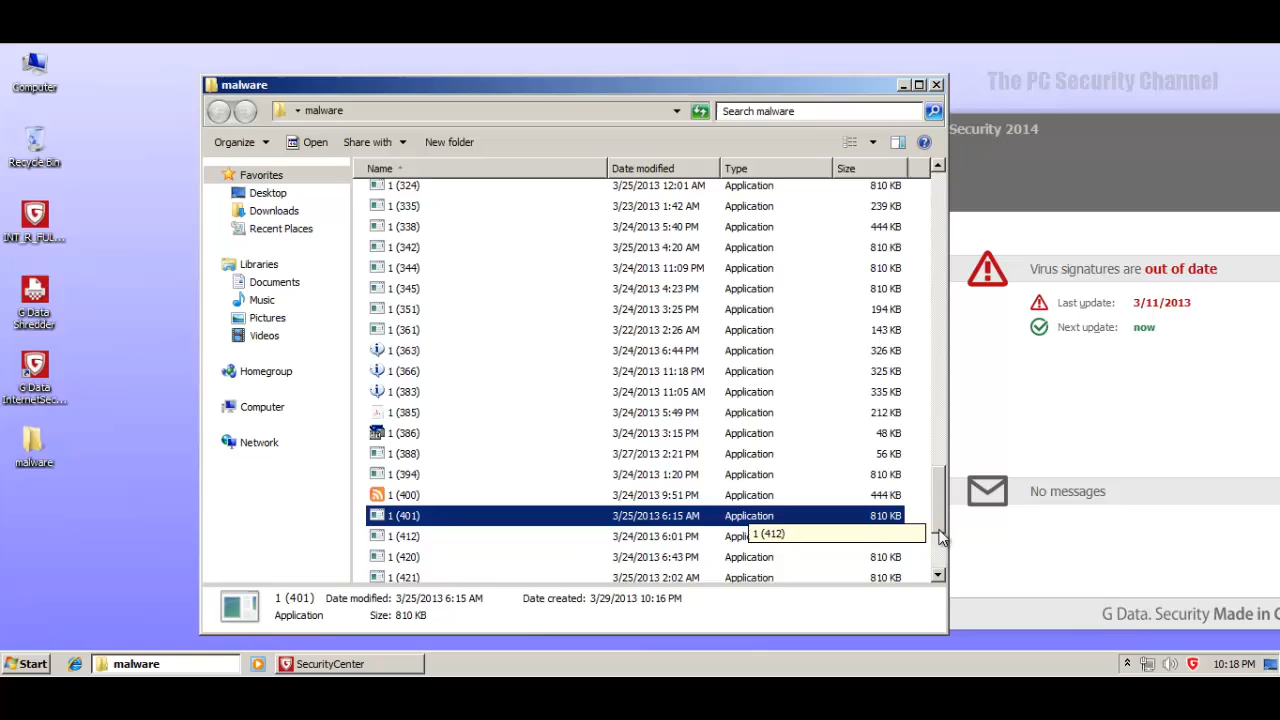 The PC Security Channel
Computer
Recycle Bin
INT_R_FUL...
G Data
Shredder
G Data
InternetSec...
malware
malware
malware
Search malware
Organize
Open
Share with
New folder
Favorites
Desktop
Downloads
Recent Places
Libraries
Documents
Music
Pictures
Videos
Homegroup
Computer
Network
Name Date modified Type Size
1 (324) 3/25/2013 12:01 AM Application 810 KB
1 (335) 3/23/2013 1:42 AM Application 239 KB
1 (338) 3/24/2013 5:40 PM Application 444 KB
1 (342) 3/25/2013 4:20 AM Application 810 KB
1 (344) 3/24/2013 11:09 PM Application 810 KB
1 (345) 3/24/2013 4:23 PM Application 810 KB
1 (351) 3/24/2013 3:25 PM Application 194 KB
1 (361) 3/22/2013 2:26 AM Application 143 KB
1 (363) 3/24/2013 6:44 PM Application 326 KB
1 (366) 3/24/2013 11:18 PM Application 325 KB
1 (383) 3/24/2013 11:05 AM Application 335 KB
1 (385) 3/24/2013 5:49 PM Application 212 KB
1 (386) 3/24/2013 3:15 PM Application 48 KB
1 (388) 3/27/2013 2:21 PM Application 56 KB
1 (394) 3/24/2013 1:20 PM Application 810 KB
1 (400) 3/24/2013 9:51 PM Application 444 KB
1 (401) 3/25/2013 6:15 AM Application 810 KB
1 (412) 3/24/2013 6:01 PM
1 (412)
1 (420) 3/24/2013 6:43 PM Application 810 KB
1 (421) 3/25/2013 2:02 AM Application 810 KB
1 (401) Date modified: 3/25/2013 6:15 AM Date created: 3/29/2013 10:16 PM
Application Size: 810 KB
Security 2014
Virus signatures are out of date
Last update: 3/11/2013
Next update: now
No messages
G Data. Security Made in G
Start
malware
SecurityCenter
10:18 PM